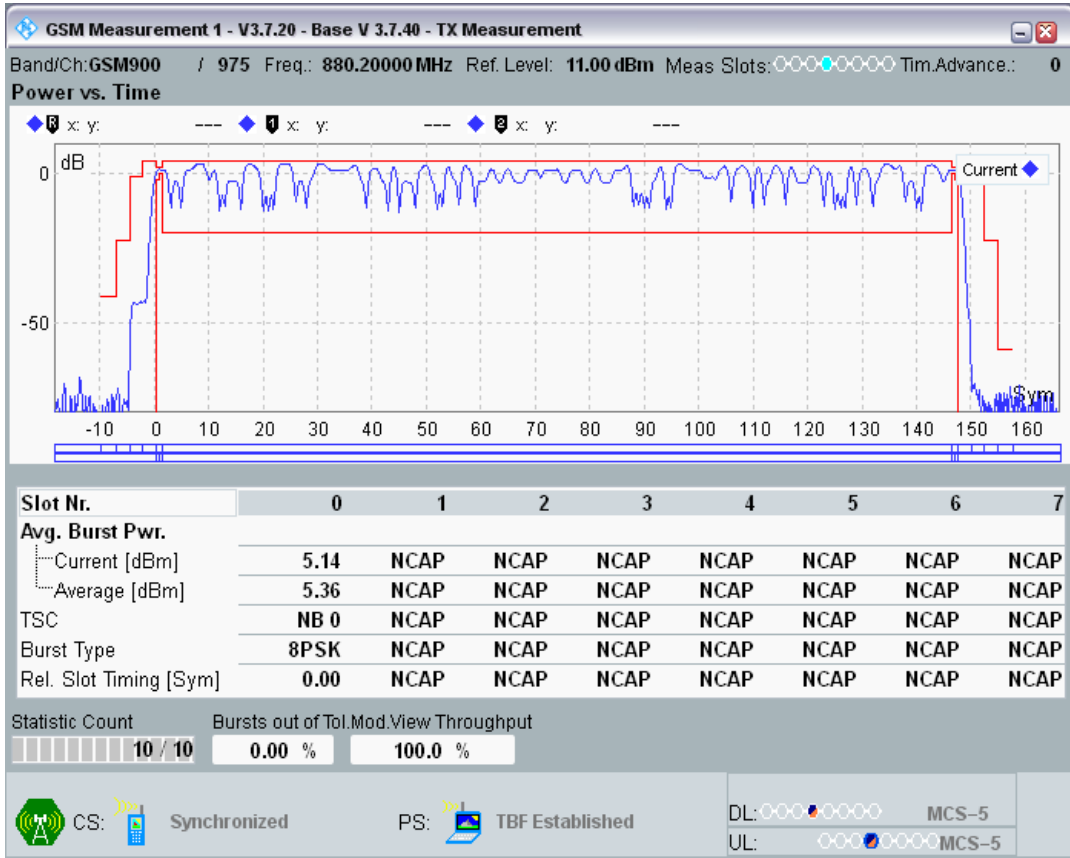 GSM Measurement 1 - V3.7.20 - Base V 3.7.40 - TX Measurement
Band/Ch:GSM900 / 975 Freq.: 880.20000 MHz Ref. Level: 11.00 dBm Meas Slots: Tim.Advance.: 0
Power vs. Time
R x: y: --- 1 x: y: --- 2 x: y: ---
dB
Current
0
-50
Sym
-10 0 10 20 30 40 50 60 70 80 90 100 110 120 130 140 150 160
Slot Nr. 0 1 2 3 4 5 6 7
Avg. Burst Pwr.
Current [dBm] 5.14 NCAP NCAP NCAP NCAP NCAP NCAP NCAP
Average [dBm] 5.36 NCAP NCAP NCAP NCAP NCAP NCAP NCAP
TSC NB 0 NCAP NCAP NCAP NCAP NCAP NCAP NCAP
Burst Type 8PSK NCAP NCAP NCAP NCAP NCAP NCAP NCAP
Rel. Slot Timing [Sym] 0.00 NCAP NCAP NCAP NCAP NCAP NCAP NCAP
Statistic Count Bursts out of Tol.Mod.View Throughput
10 / 10 0.00 % 100.0 %
CS: Synchronized PS: TBF Established DL: MCS-5
UL: MCS-5